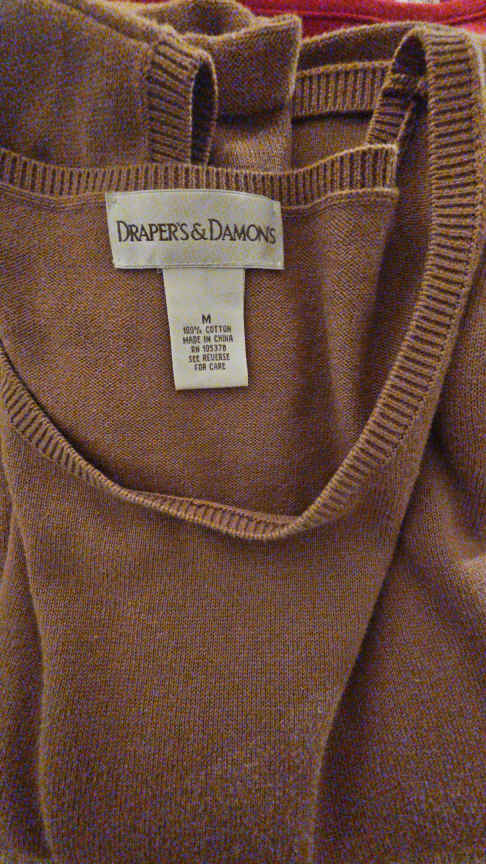 DRAPER'S & DAMON'S
M
100% COTTON
MADE IN CHINA
RN 105378
SEE REVERSE
FOR CARE